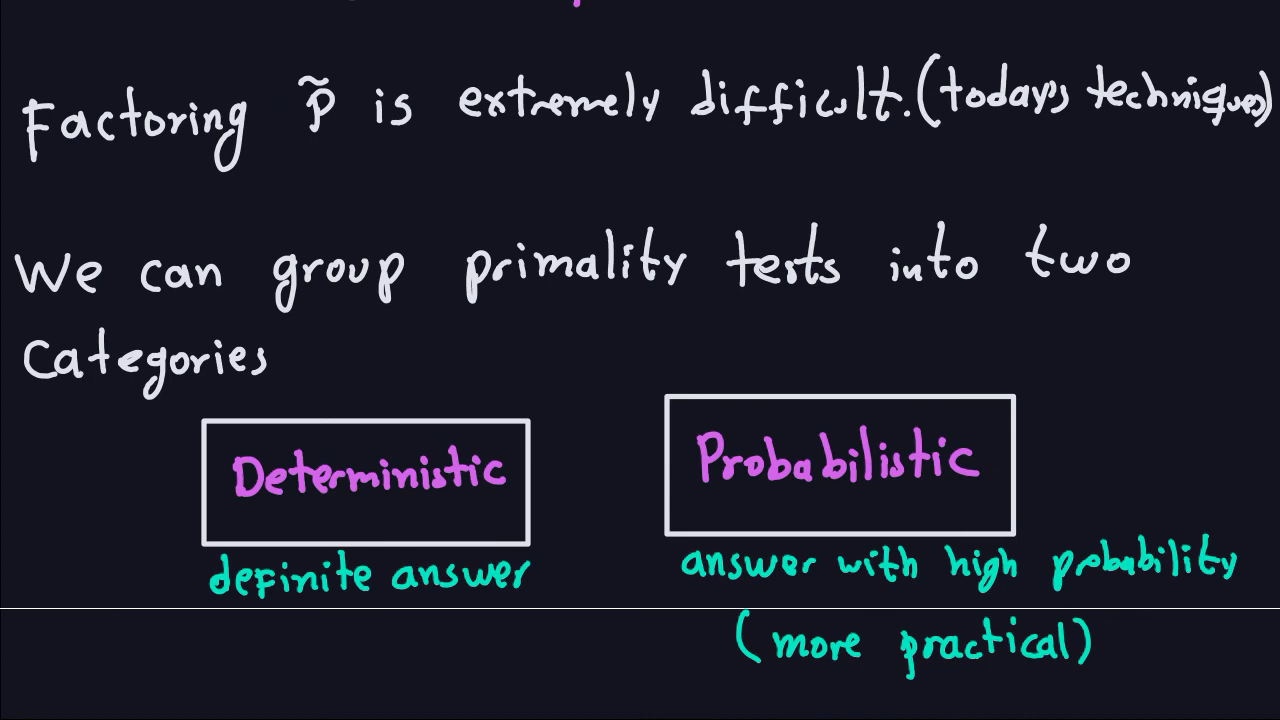 Factoring p̃ is extremely difficult. (today's techniques)
We can group primality tests into two
Categories
Deterministic
definite answer
Probabilistic
answer with high probability
(more practical)